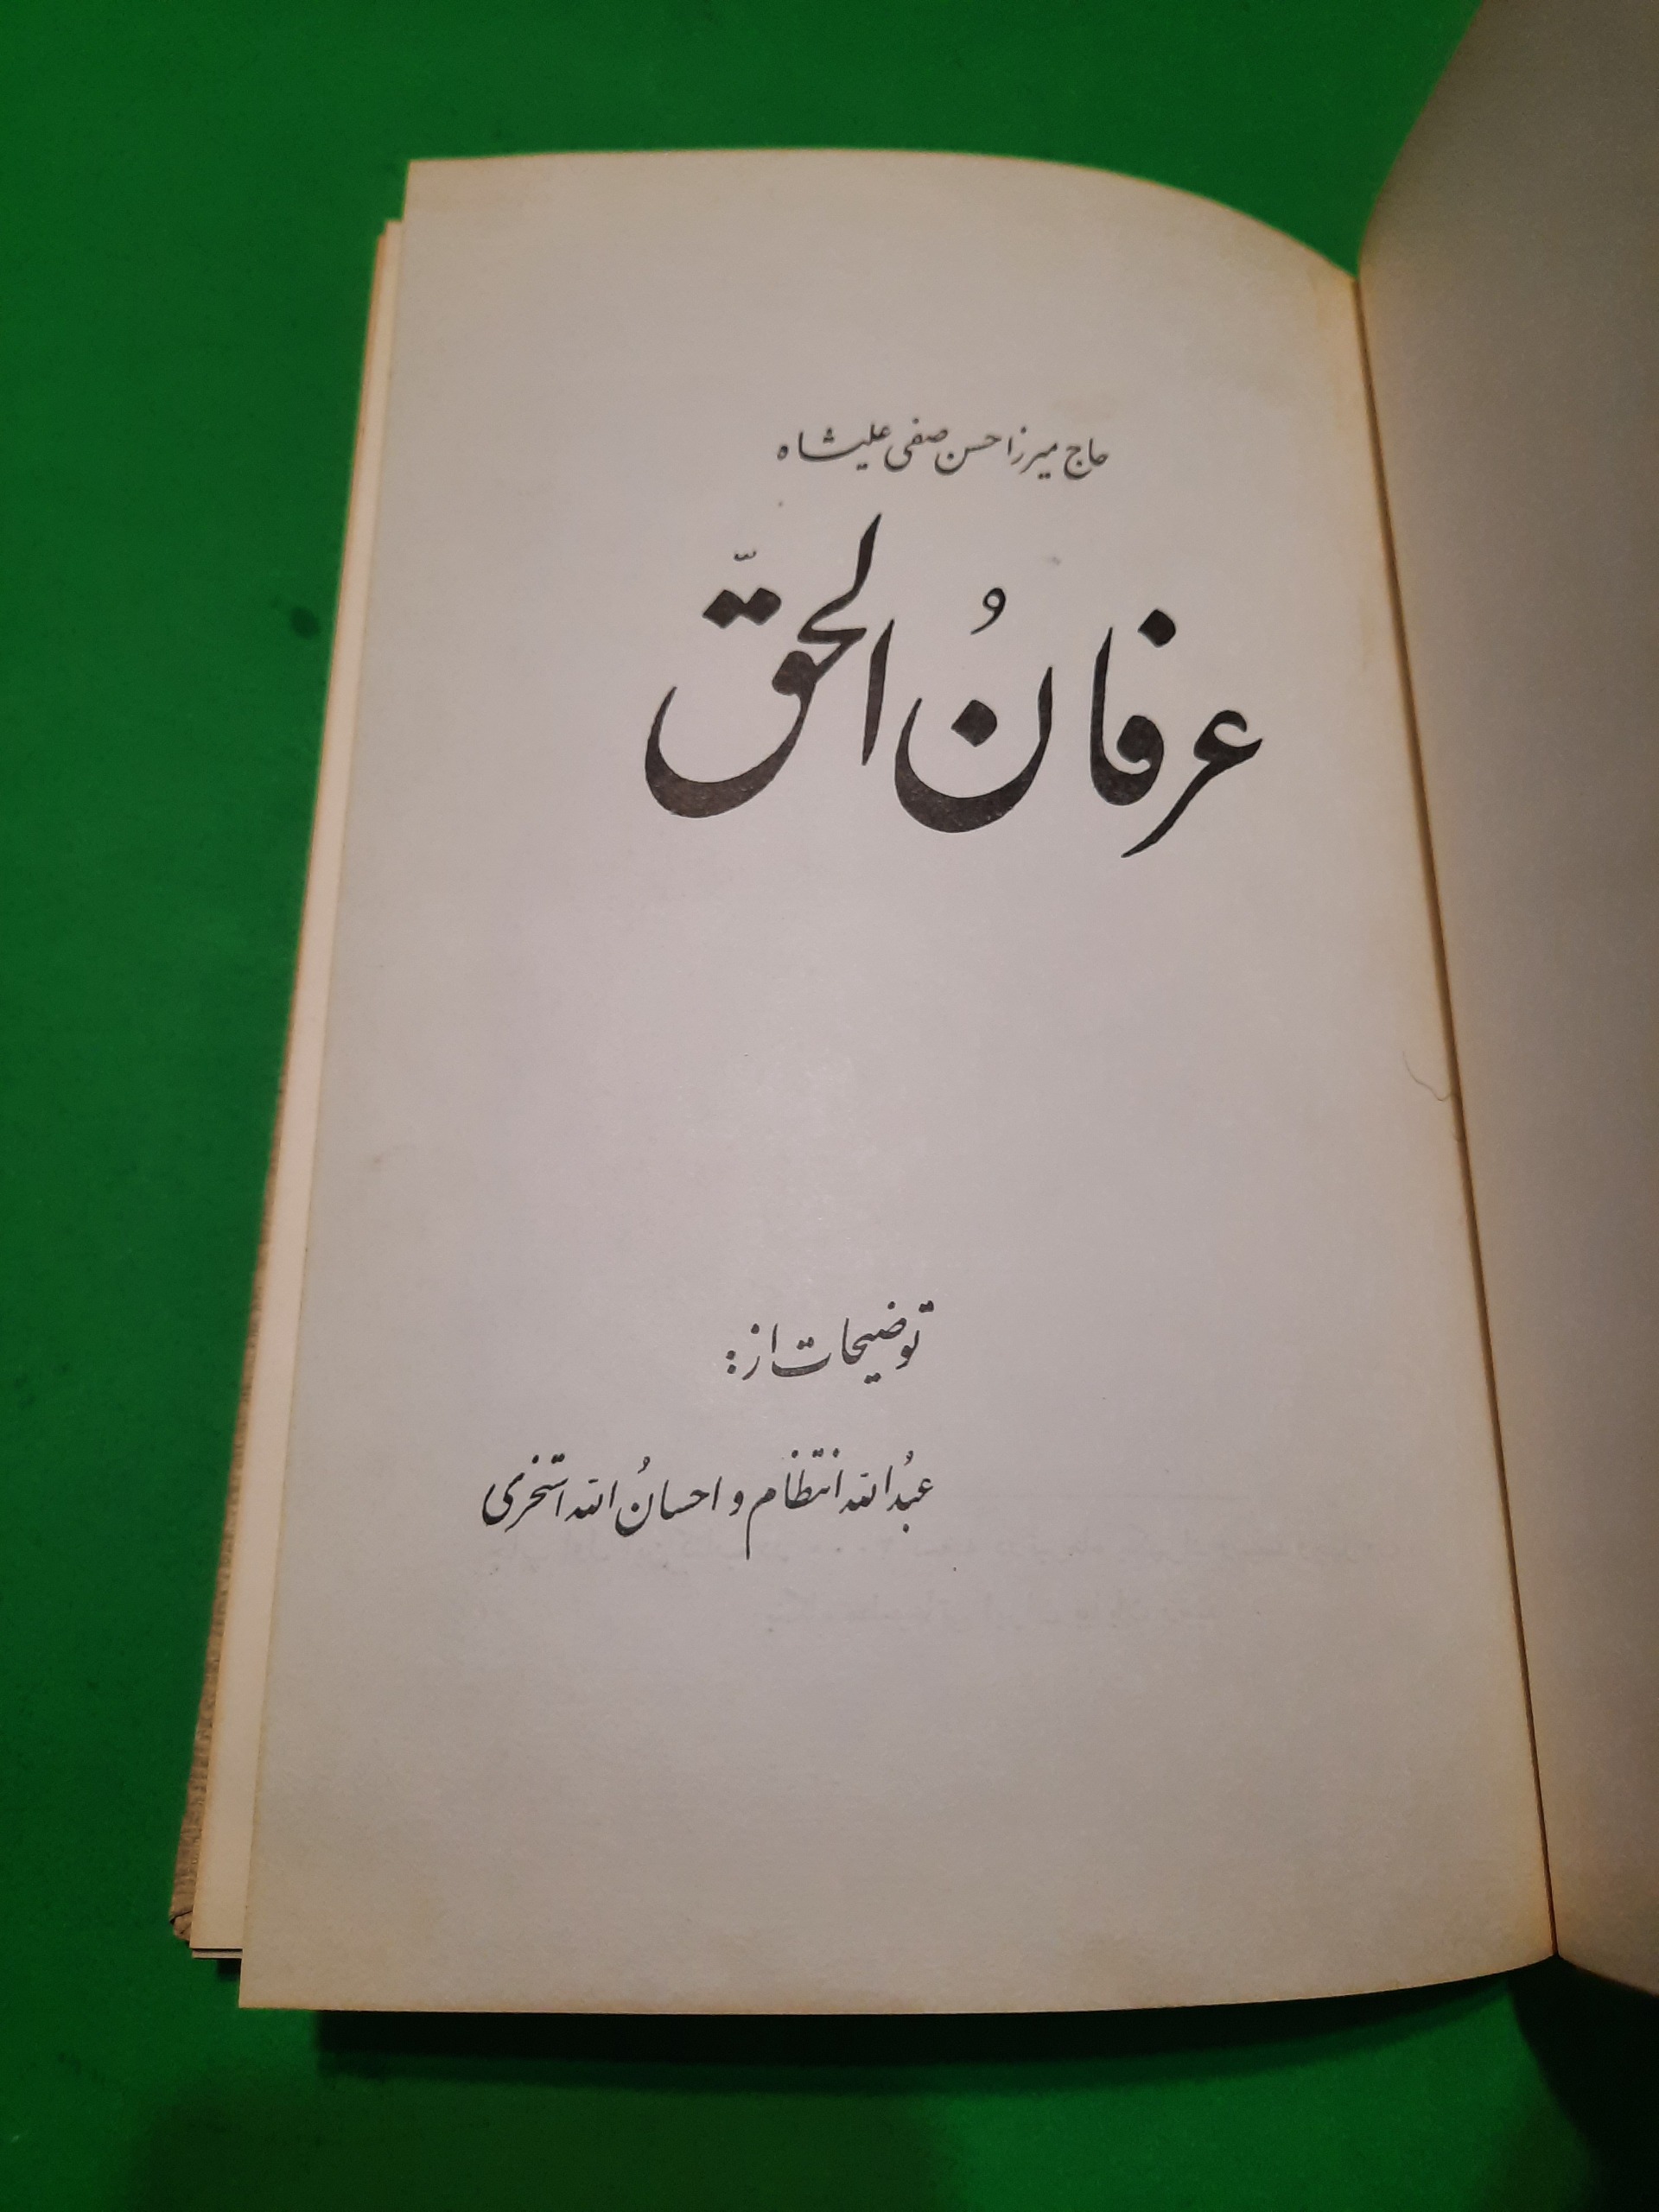 حاج میرزا حسن صفی علیشاه
عرفانُ الحقّ
توضیحات از:
عبدُالله انتظام و احسانُ الله استخری